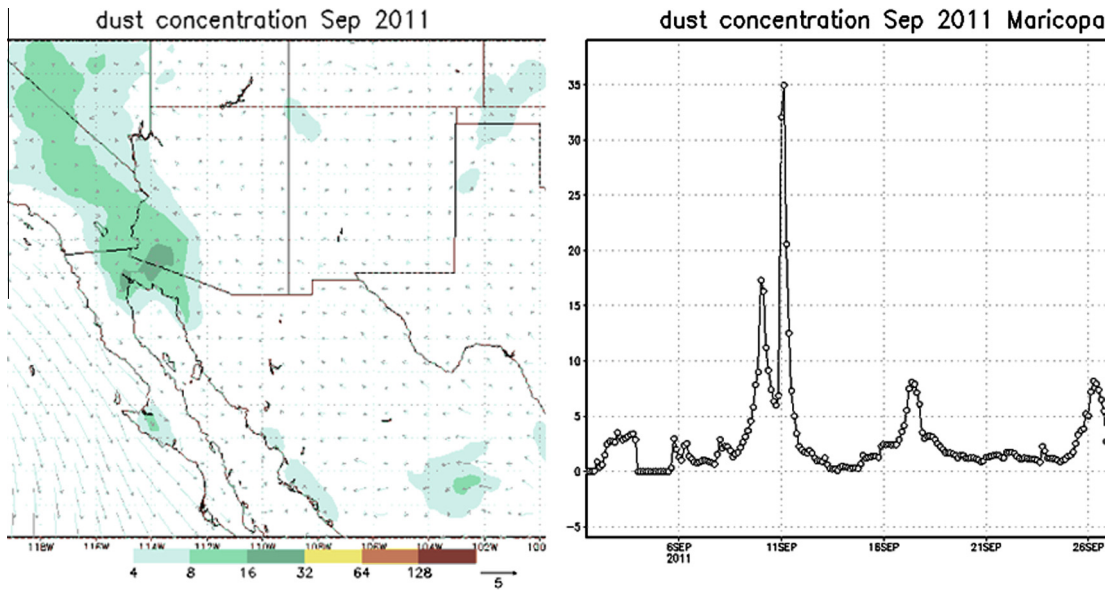 dust concentration Sep 2011
118W 116W 114W 112W 110W 108W 106W 104W 102W 100
4 8 16 32 64 128 5
dust concentration Sep 2011 Maricopa
35
30
25
20
15
10
5
0
-5
6SEP 11SEP 16SEP 21SEP 26SEP
2011